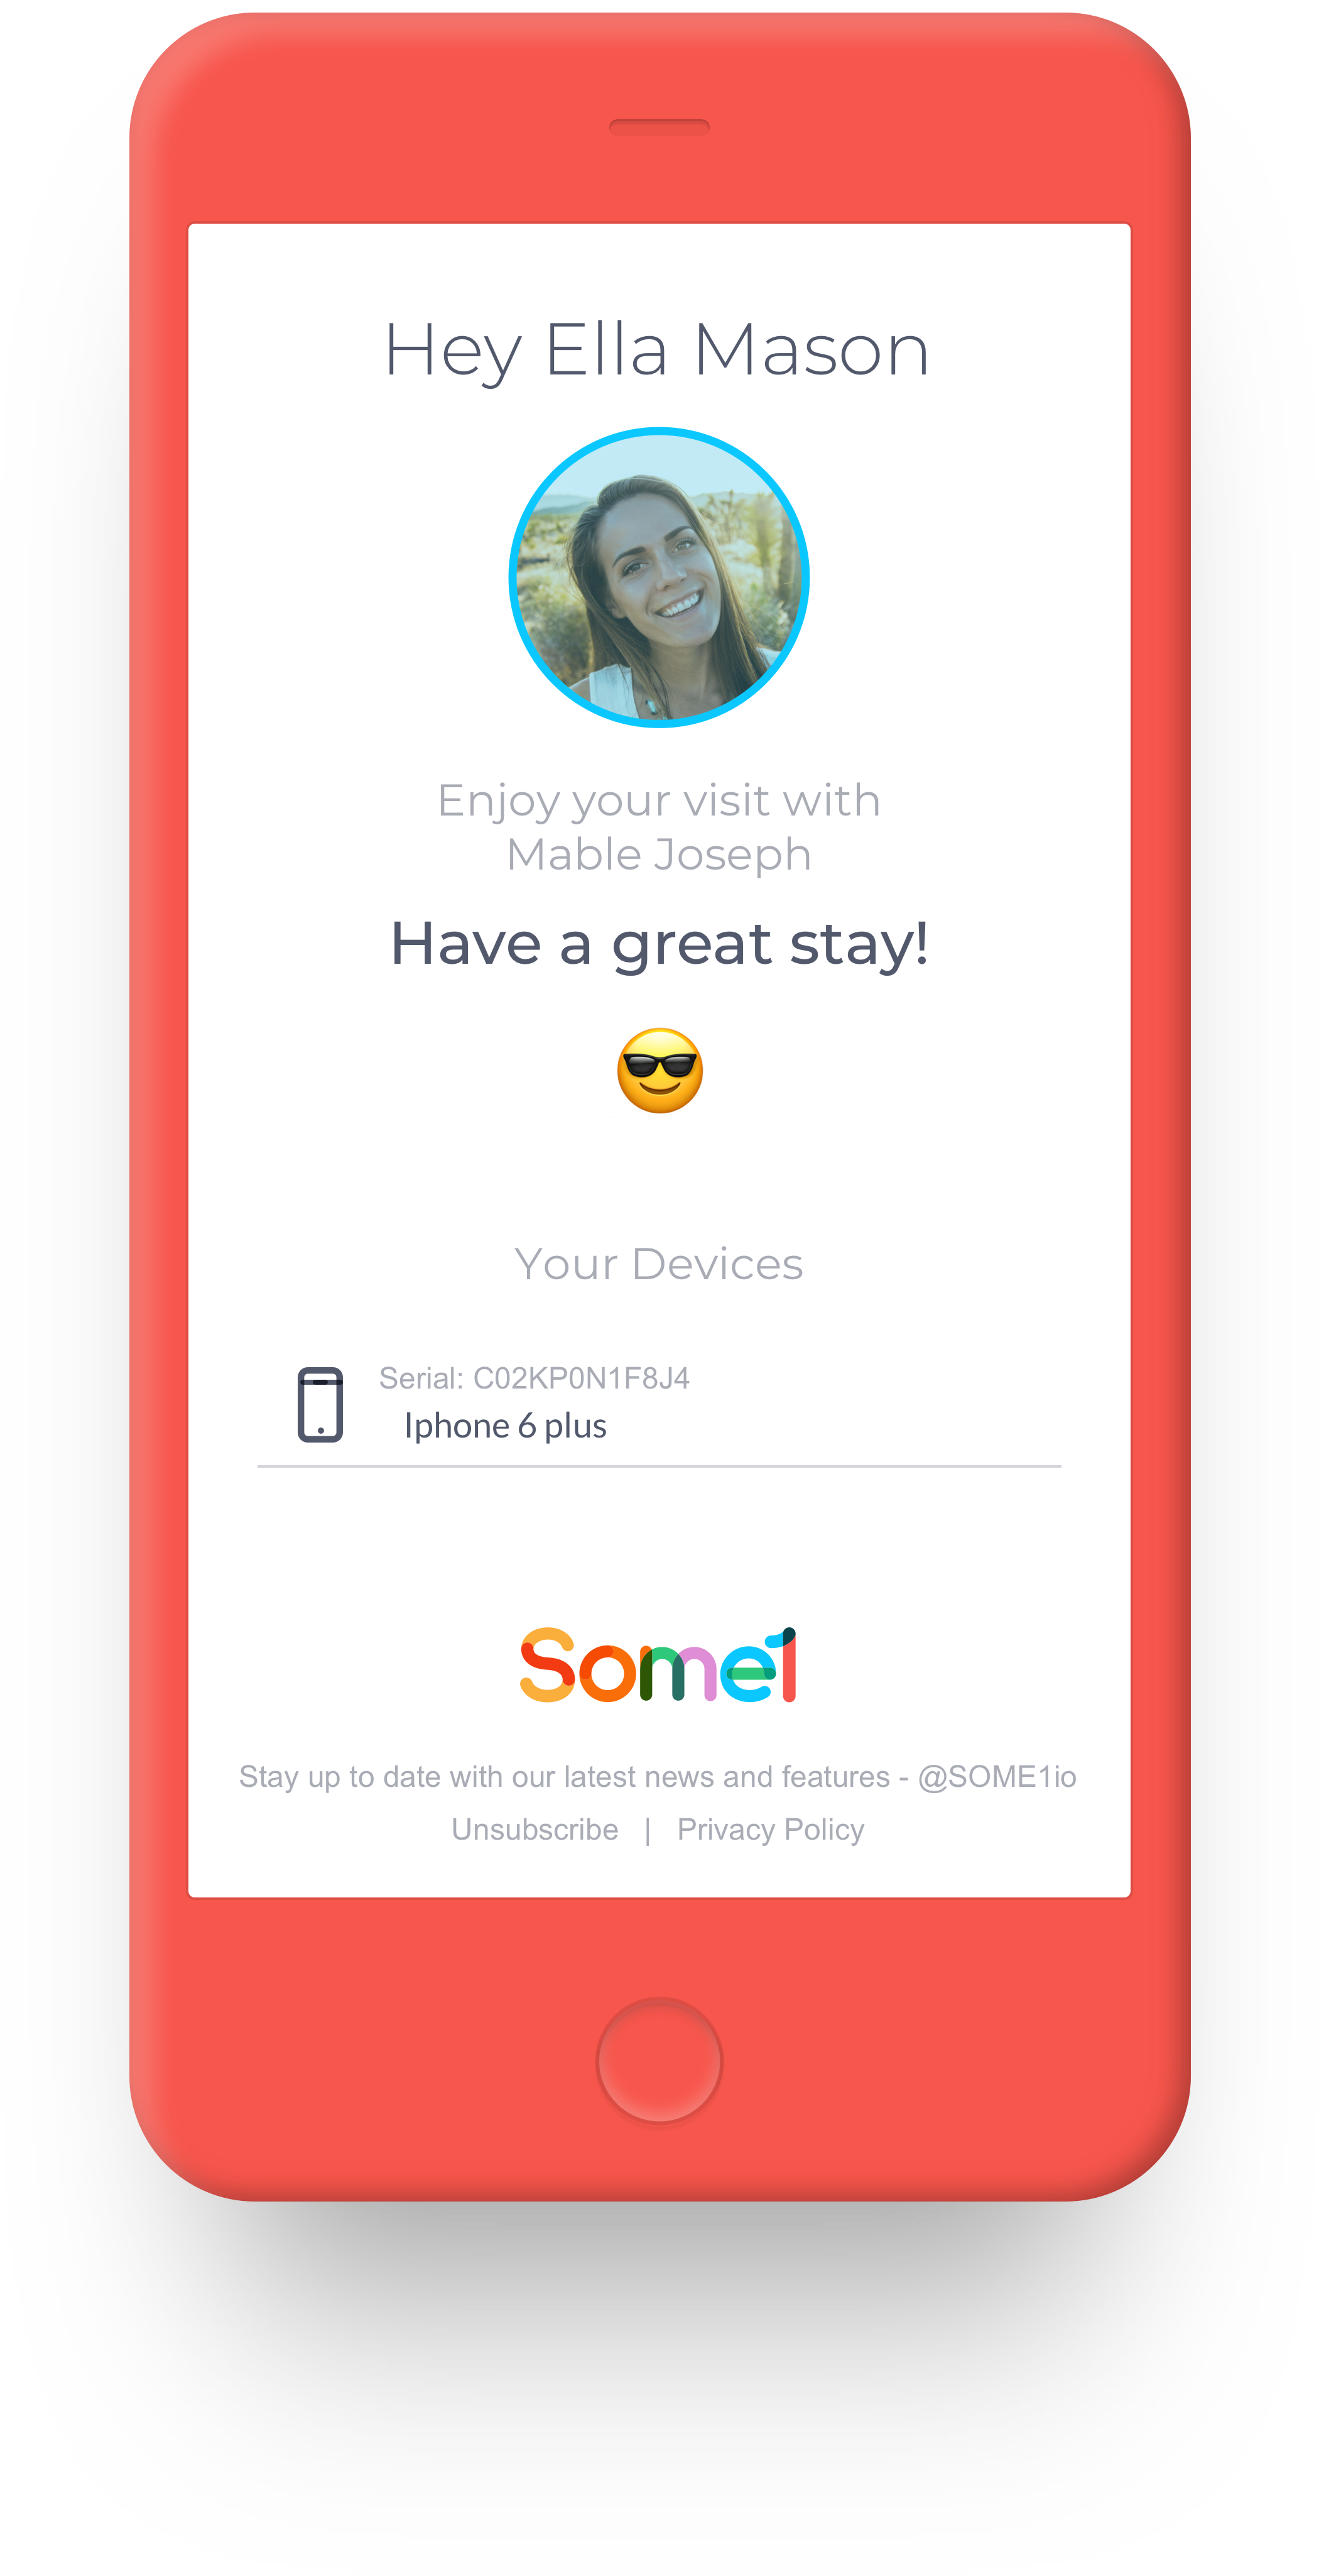 Hey Ella Mason
Enjoy your visit with
Mable Joseph
Have a great stay!
Your Devices
Serial: C02KP0N1F8J4
Iphone 6 plus
Some1
Stay up to date with our latest news and features - @SOME1io
Unsubscribe | Privacy Policy